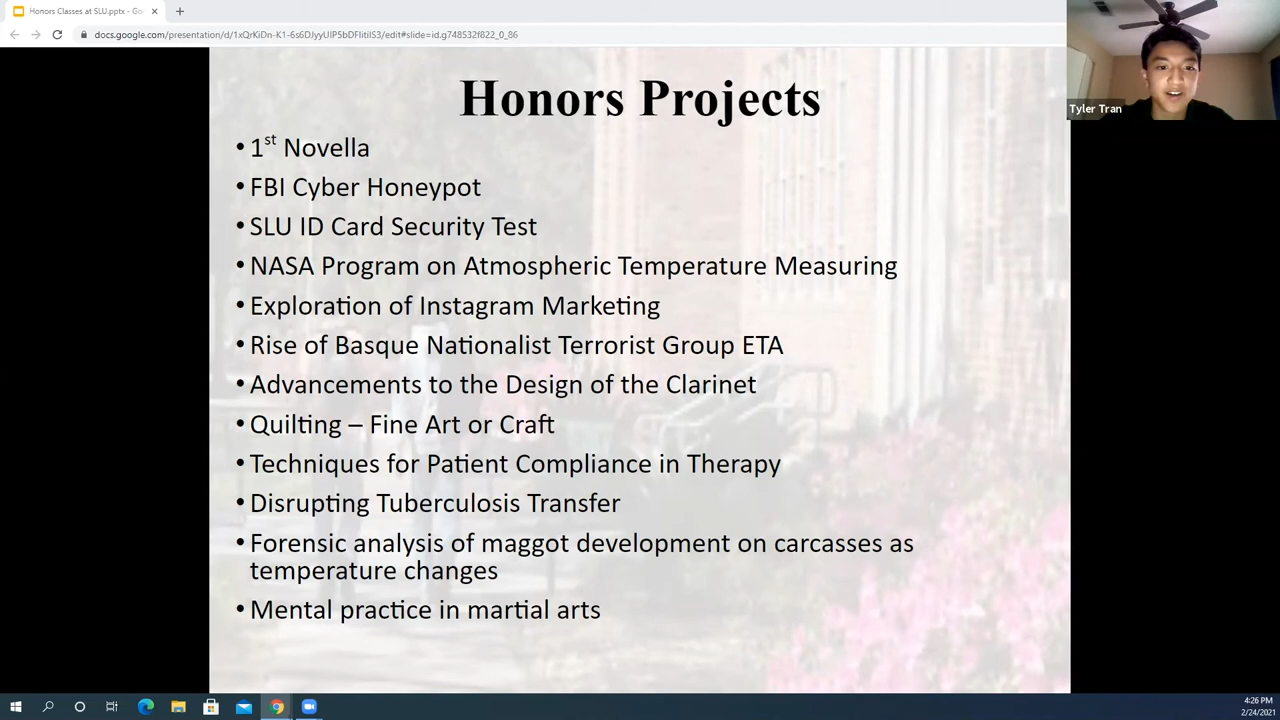 Honors Classes at SLU.pptx - Go
docs.google.com/presentation/d/1xQrKiDn-K1-6s6DJyyUlP5bDFIitiIS3/edit#slide=id.g748532f822_0_86
Tyler Tran
Honors Projects
• 1st Novella
• FBI Cyber Honeypot
• SLU ID Card Security Test
• NASA Program on Atmospheric Temperature Measuring
• Exploration of Instagram Marketing
• Rise of Basque Nationalist Terrorist Group ETA
• Advancements to the Design of the Clarinet
• Quilting – Fine Art or Craft
• Techniques for Patient Compliance in Therapy
• Disrupting Tuberculosis Transfer
• Forensic analysis of maggot development on carcasses as
temperature changes
• Mental practice in martial arts
4:26 PM
2/24/2021